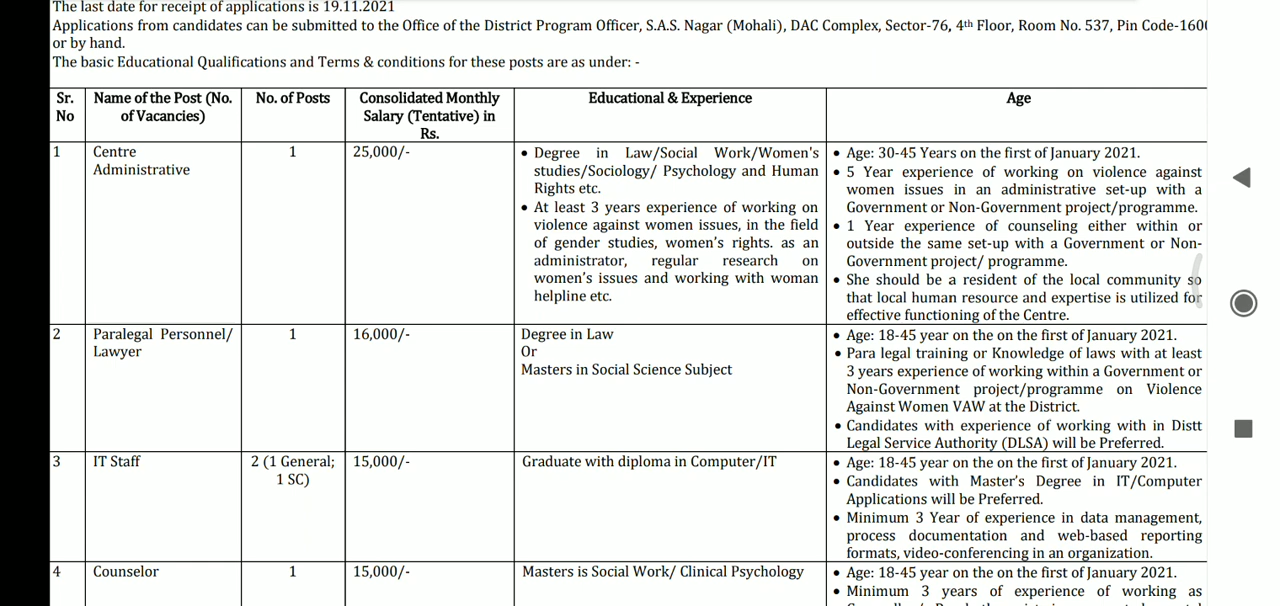 The last date for receipt of applications is 19.11.2021
Applications from candidates can be submitted to the Office of the District Program Officer, S.A.S. Nagar (Mohali), DAC Complex, Sector-76, 4th Floor, Room No. 537, Pin Code-160
or by hand.
The basic Educational Qualifications and Terms & conditions for these posts are as under: -
Sr. No
Name of the Post (No. of Vacancies)
No. of Posts
Consolidated Monthly Salary (Tentative) in Rs.
Educational & Experience
Age
1
Centre
Administrative
1
25,000/-
• Degree in Law/Social Work/Women's
studies/Sociology/ Psychology and Human
Rights etc.
• At least 3 years experience of working on
violence against women issues, in the field
of gender studies, women's rights. as an
administrator, regular research on
women's issues and working with woman
helpline etc.
• Age: 30-45 Years on the first of January 2021.
• 5 Year experience of working on violence against
women issues in an administrative set-up with a
Government or Non-Government project/programme.
• 1 Year experience of counseling either within or
outside the same set-up with a Government or Non-
Government project/ programme.
• She should be a resident of the local community so
that local human resource and expertise is utilized for
effective functioning of the Centre.
2
Paralegal Personnel/
Lawyer
1
16,000/-
Degree in Law
Or
Masters in Social Science Subject
• Age: 18-45 year on the on the first of January 2021.
• Para legal training or Knowledge of laws with at least
3 years experience of working within a Government or
Non-Government project/programme on Violence
Against Women VAW at the District.
• Candidates with experience of working with in Distt
Legal Service Authority (DLSA) will be Preferred.
3
IT Staff
2 (1 General;
1 SC)
15,000/-
Graduate with diploma in Computer/IT
• Age: 18-45 year on the on the first of January 2021.
• Candidates with Master's Degree in IT/Computer
Applications will be Preferred.
• Minimum 3 Year of experience in data management,
process documentation and web-based reporting
formats, video-conferencing in an organization.
4
Counselor
1
15,000/-
Masters is Social Work/ Clinical Psychology
• Age: 18-45 year on the on the first of January 2021.
• Minimum 3 years of experience of working as